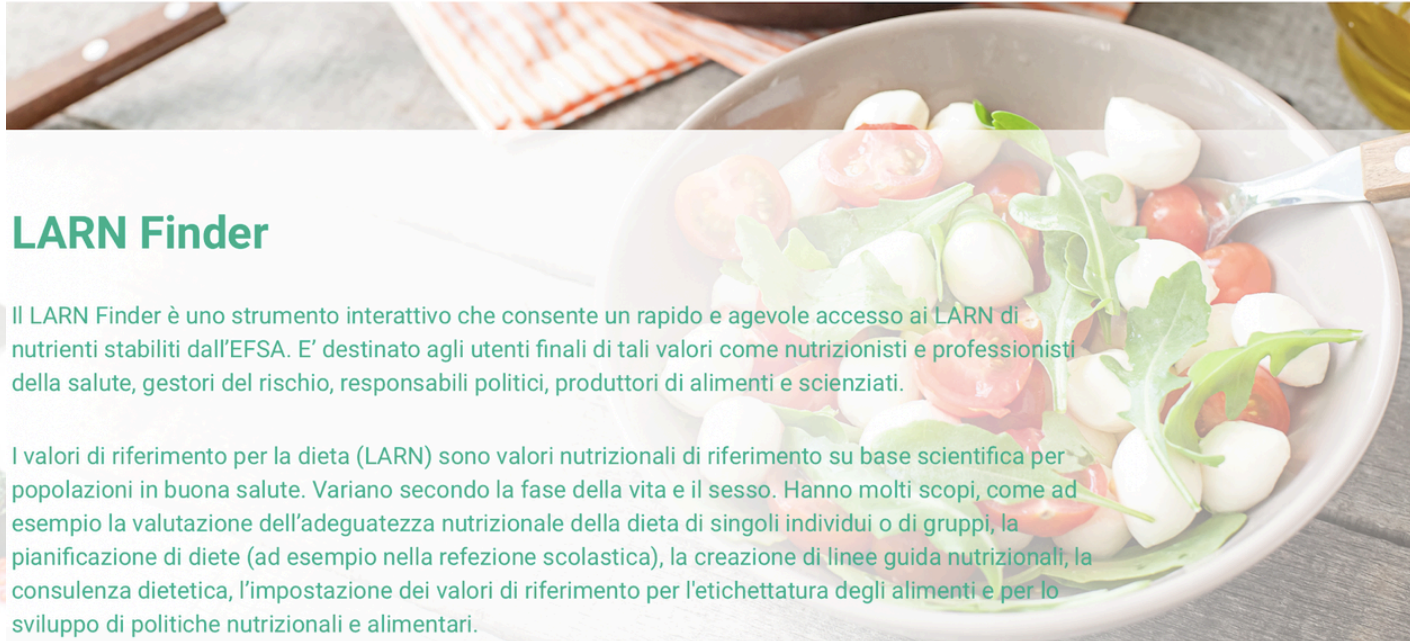 LARN Finder
Il LARN Finder è uno strumento interattivo che consente un rapido e agevole accesso ai LARN di
nutrienti stabiliti dall’EFSA. E’ destinato agli utenti finali di tali valori come nutrizionisti e professionisti
della salute, gestori del rischio, responsabili politici, produttori di alimenti e scienziati.
I valori di riferimento per la dieta (LARN) sono valori nutrizionali di riferimento su base scientifica per
popolazioni in buona salute. Variano secondo la fase della vita e il sesso. Hanno molti scopi, come ad
esempio la valutazione dell’adeguatezza nutrizionale della dieta di singoli individui o di gruppi, la
pianificazione di diete (ad esempio nella refezione scolastica), la creazione di linee guida nutrizionali, la
consulenza dietetica, l’impostazione dei valori di riferimento per l'etichettatura degli alimenti e per lo
sviluppo di politiche nutrizionali e alimentari.